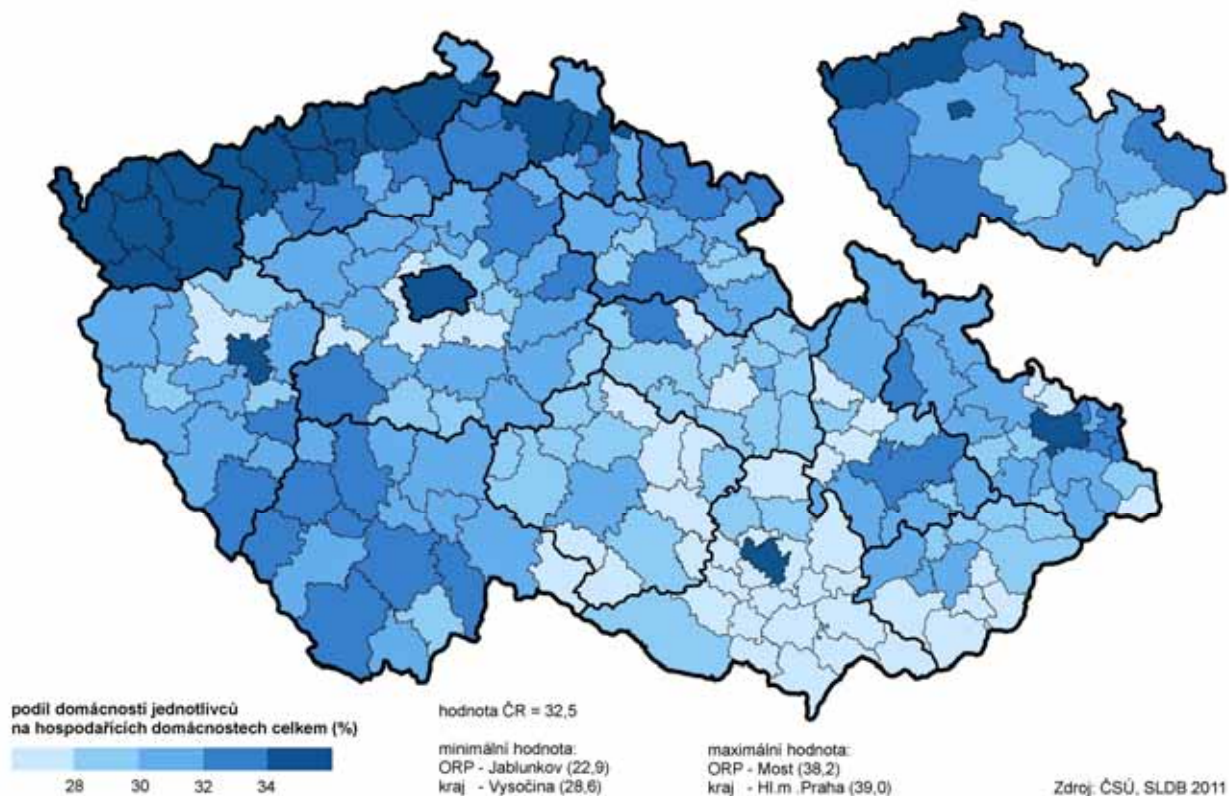 podíl domácností jednotlivců
na hospodařících domácnostech celkem (%)
28 30 32 34
hodnota ČR = 32,5
minimální hodnota:
ORP - Jablunkov (22,9)
kraj - Vysočina (28,6)
maximální hodnota:
ORP - Most (38,2)
kraj - Hl.m .Praha (39,0)
Zdroj: ČSÚ, SLDB 2011